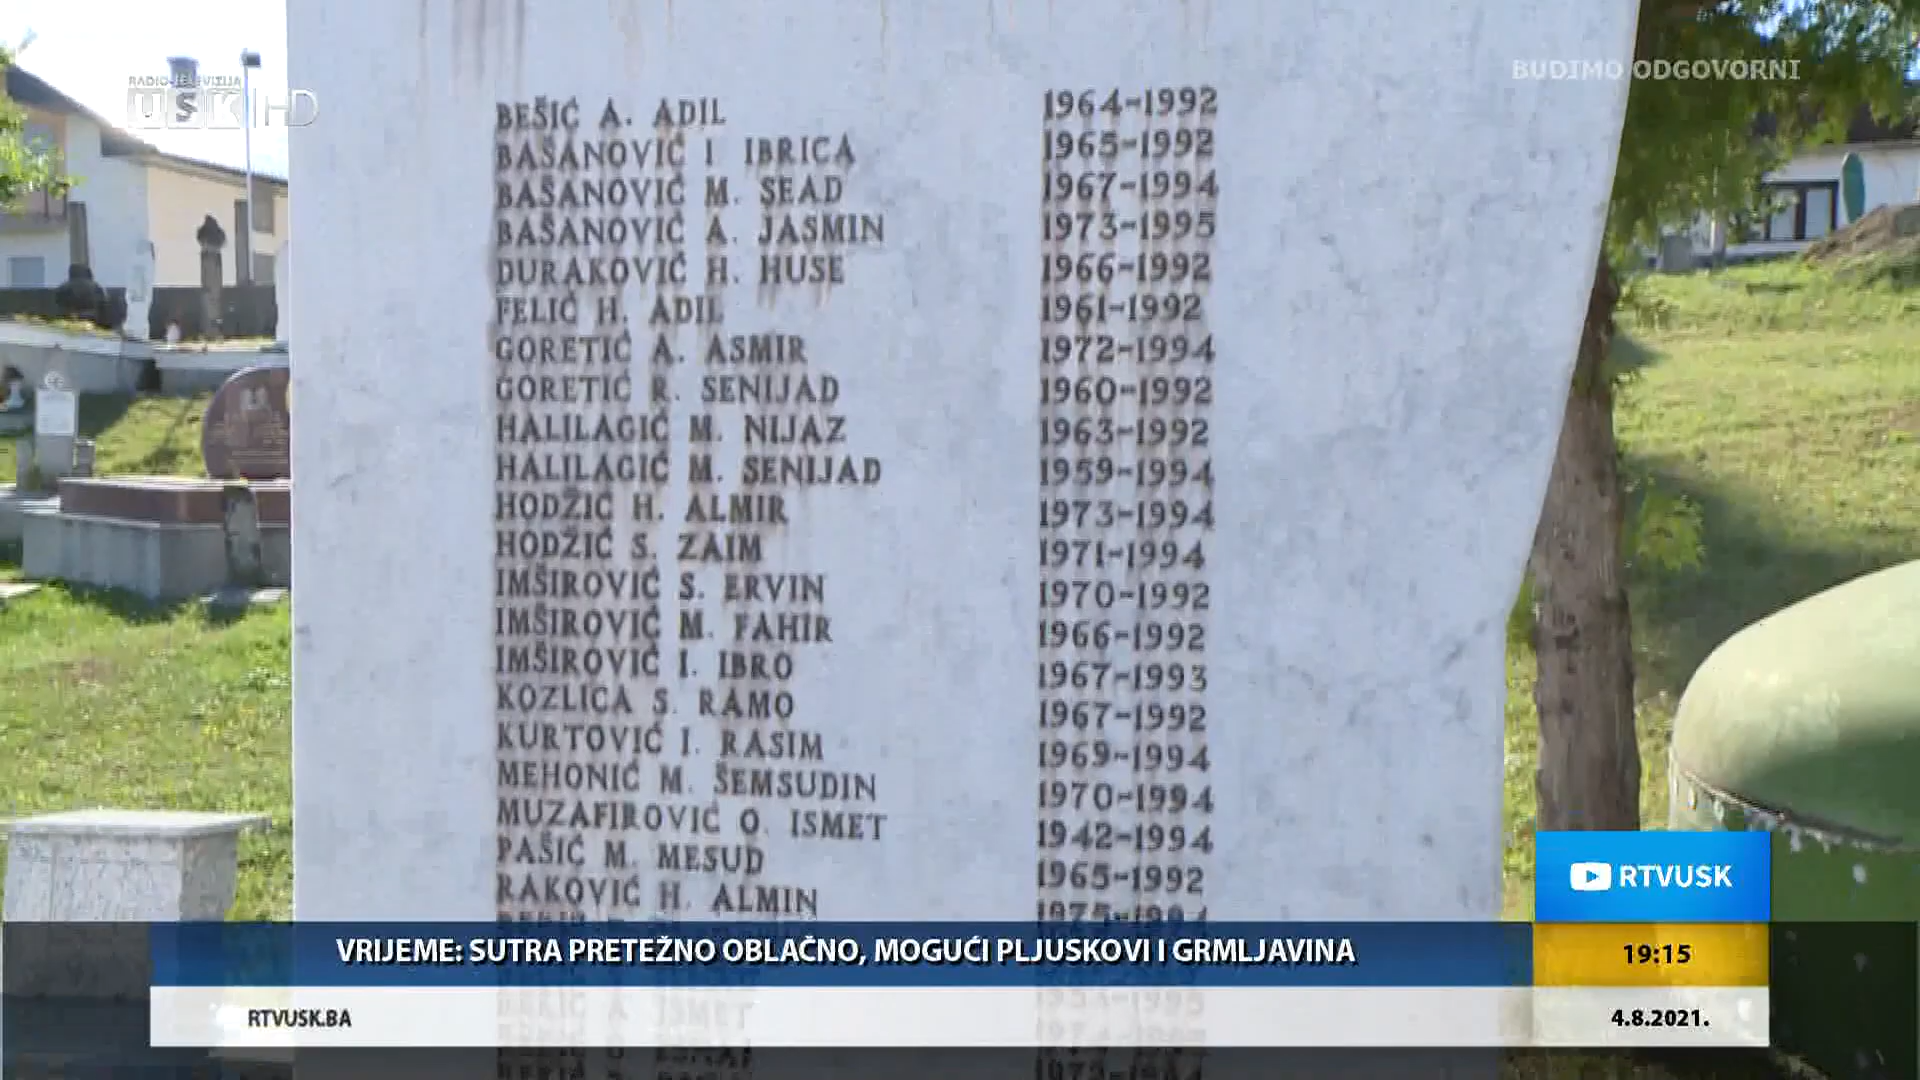 RADIO-TELEVIZIJA
USK HD
BUDIMO ODGOVORNI
BEŠIĆ A. ADIL 1964-1992
BAŠANOVIĆ I IBRICA 1965-1992
BAŠANOVIĆ M. SEAD 1967-1994
BAŠANOVIĆ A. JASMIN 1973-1995
DURAKOVIĆ H. HUSE 1966-1992
FELIĆ H. ADIL 1961-1992
GORETIĆ A. ASMIR 1972-1994
GORETIĆ R. SENIJAD 1960-1992
HALILAGIĆ M. NIJAZ 1963-1992
HALILAGIĆ M. SENIJAD 1959-1994
HODŽIĆ H. ALMIR 1973-1994
HODŽIĆ S. ZAIM 1971-1994
IMŠIROVIĆ S. ERVIN 1970-1992
IMŠIROVIĆ M. FAHIR 1966-1992
IMŠIROVIĆ I. IBRO 1967-1993
KOZLICA S. RAMO 1967-1992
KURTOVIĆ I. RASIM 1969-1994
MEHONIĆ M. ŠEMSUDIN 1970-1994
MUZAFIROVIĆ O. ISMET 1942-1994
PAŠIĆ M. MESUD 1965-1992
RAKOVIĆ H. ALMIN
RTVUSK
VRIJEME: SUTRA PRETEŽNO OBLAČNO, MOGUĆI PLJUSKOVI I GRMLJAVINA
19:15
ISMET
RTVUSK.BA
4.8.2021.